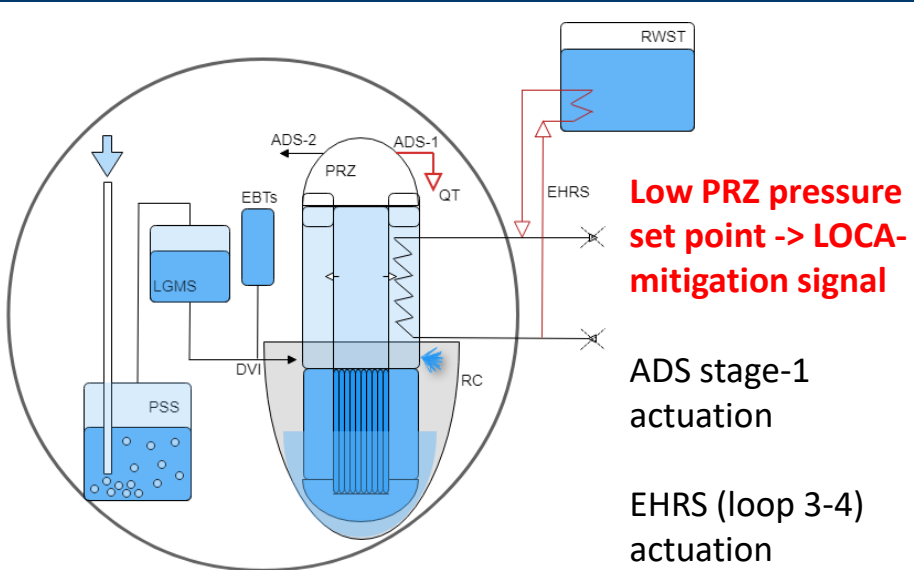 RWST
ADS-2
ADS-1
PRZ
QT
EBTs
EHRS
LGMS
DVI
RC
PSS
Low PRZ pressure
set point -> LOCA-
mitigation signal
ADS stage-1
actuation
EHRS (loop 3-4)
actuation